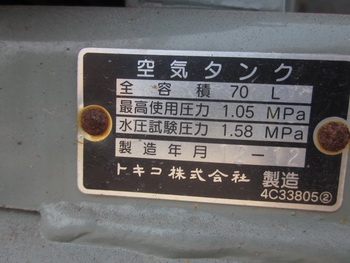 空気タンク
全容積 70 L
最高使用圧力 1.05 MPa
水圧試験圧力 1.58 MPa
製造年月 ー 12
トキコ株式会社 製造
4C33805②